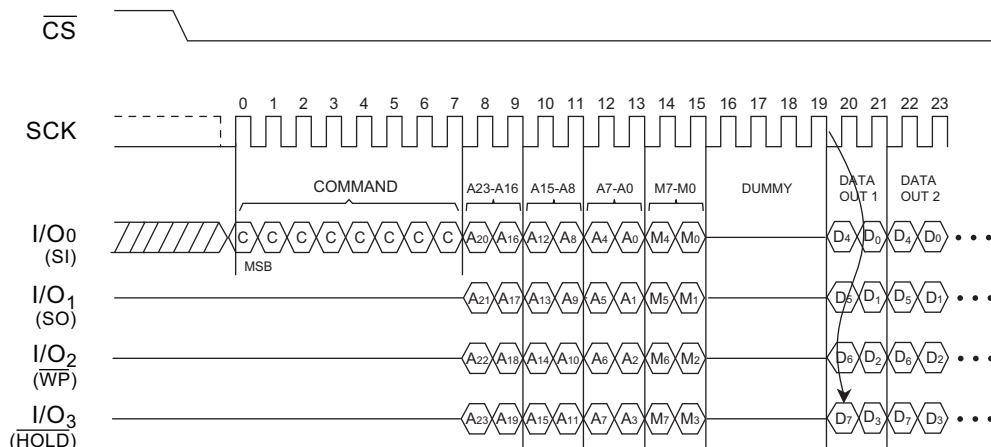 CS
0 1 2 3 4 5 6 7 8 9 10 11 12 13 14 15 16 17 18 19 20 21 22 23
SCK
COMMAND A23-A16 A15-A8 A7-A0 M7-M0 DUMMY DATA OUT 1 DATA OUT 2
I/O0 (SI) C C C C C C C C A20 A16 A12 A8 A4 A0 M4 M0 D4 D0 D4 D0
MSB
I/O1 (SO) A21 A17 A13 A9 A5 A1 M5 M1 D5 D1 D5 D1
I/O2 (WP) A22 A18 A14 A10 A6 A2 M6 M2 D6 D2 D6 D2
I/O3 (HOLD) A23 A19 A15 A11 A7 A3 M7 M3 D7 D3 D7 D3